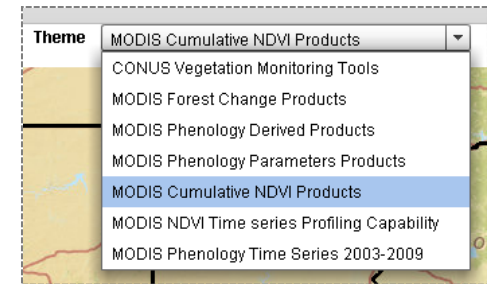 Theme MODIS Cumulative NDVI Products
CONUS Vegetation Monitoring Tools
MODIS Forest Change Products
MODIS Phenology Derived Products
MODIS Phenology Parameters Products
MODIS Cumulative NDVI Products
MODIS NDVI Time series Profiling Capability
MODIS Phenology Time Series 2003-2009